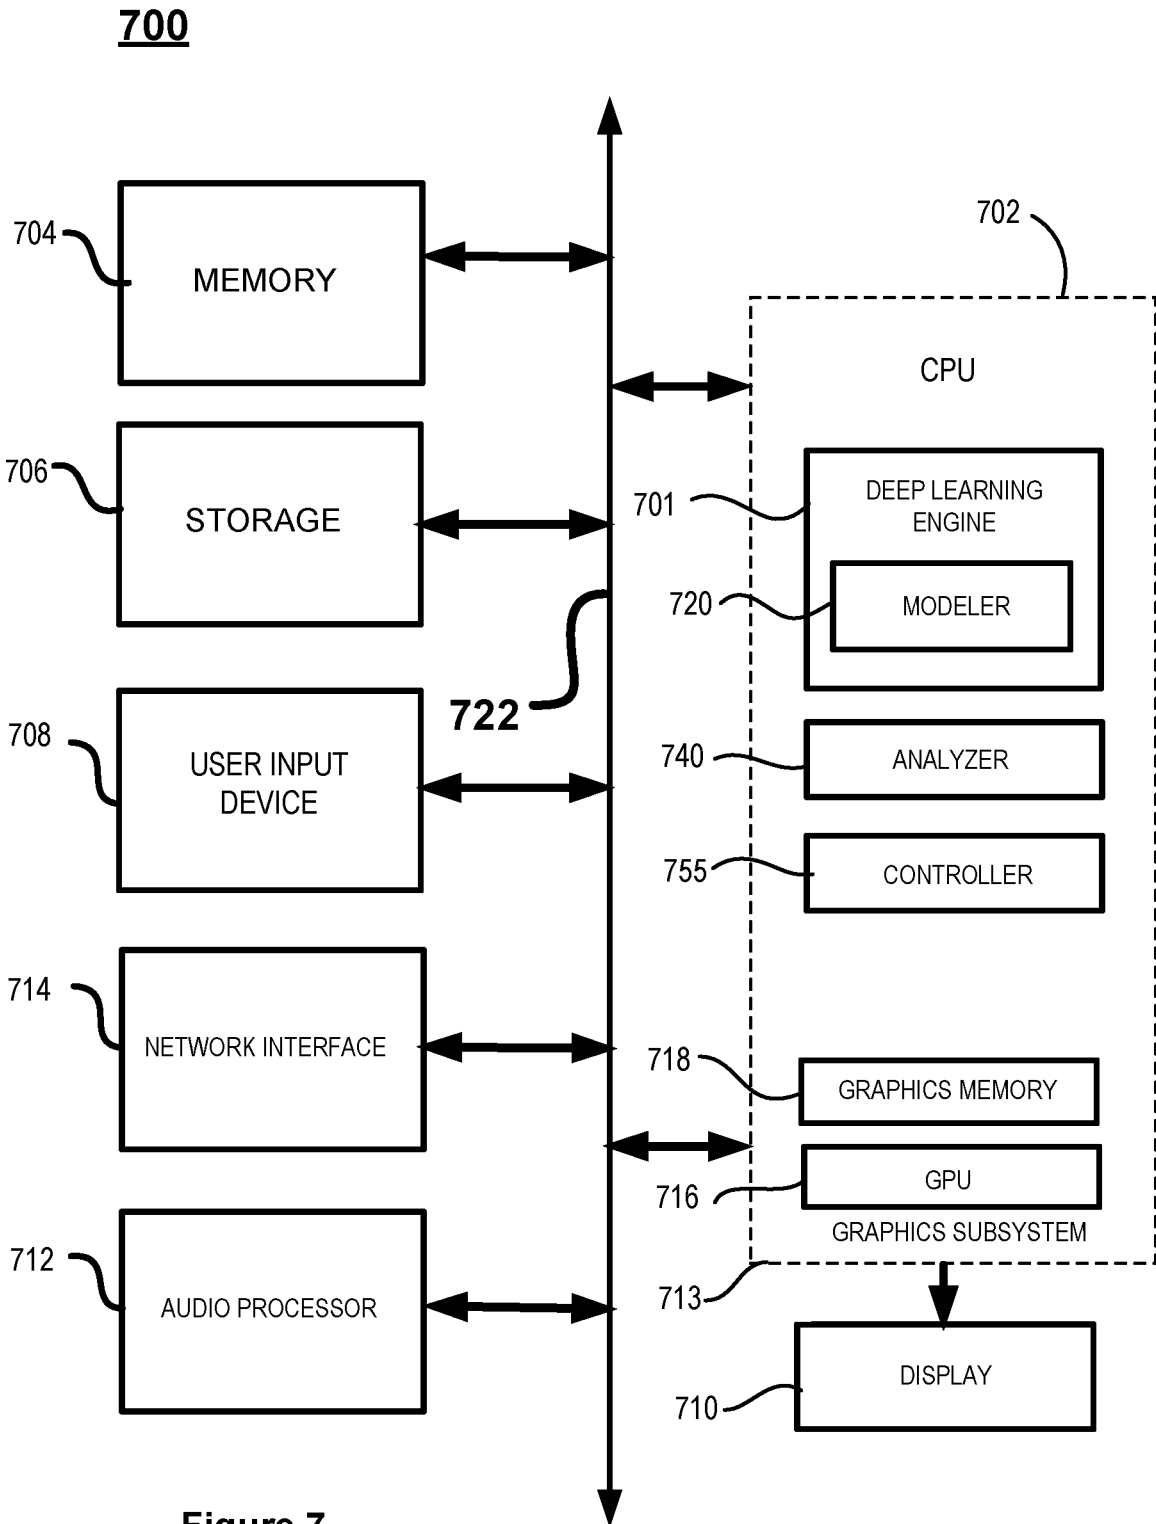 700
704
MEMORY
702
CPU
706
STORAGE
701
DEEP LEARNING
ENGINE
720
MODELER
722
708
USER INPUT
DEVICE
740
ANALYZER
755
CONTROLLER
714
NETWORK INTERFACE
718
GRAPHICS MEMORY
716
GPU
GRAPHICS SUBSYSTEM
713
712
AUDIO PROCESSOR
710
DISPLAY
Figure 7